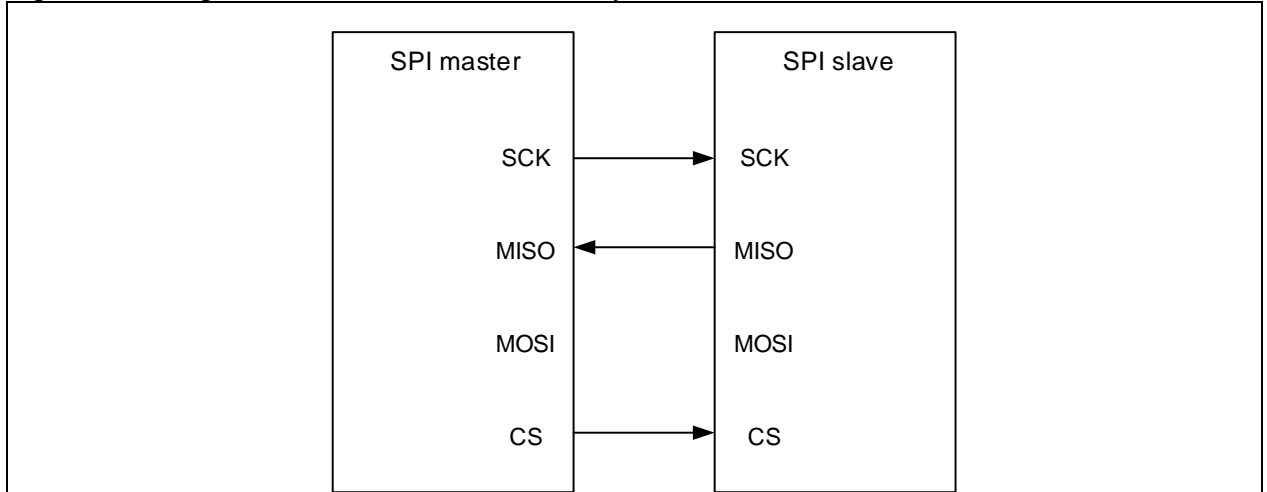 SPI master SPI slave
SCK SCK
MISO MISO
MOSI MOSI
CS CS